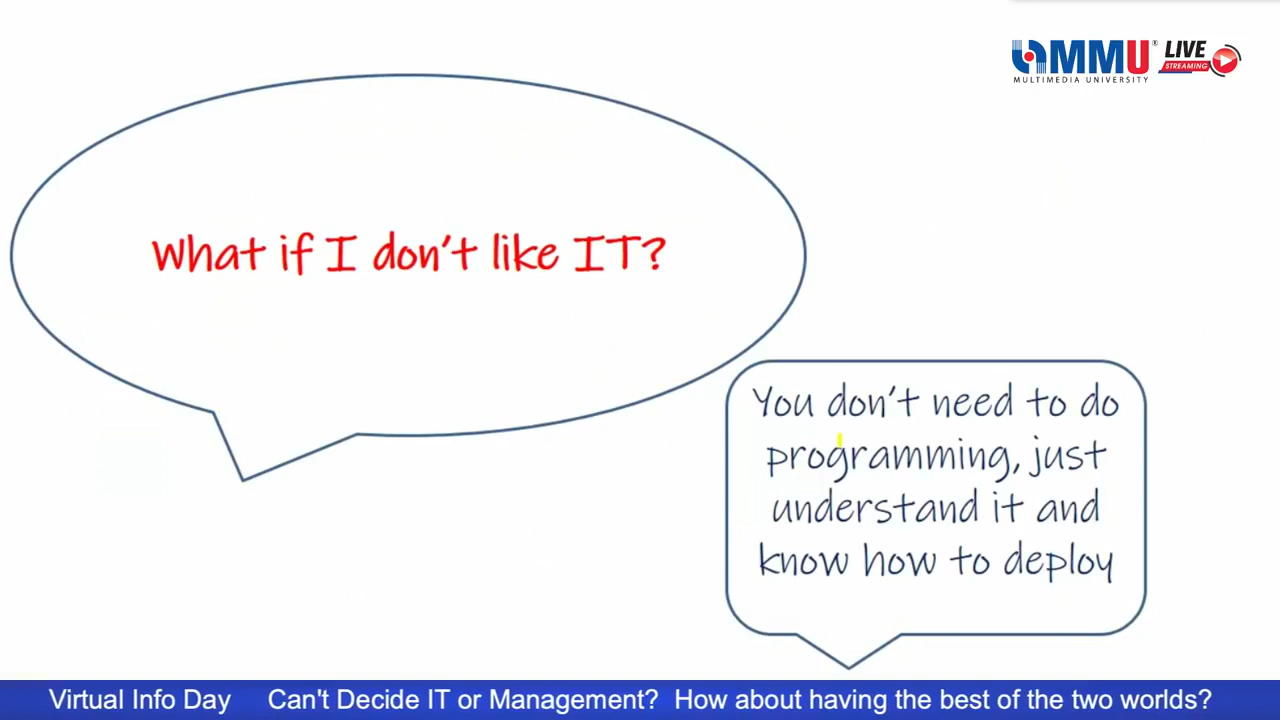 MMU® LIVE
STREAMING
MULTIMEDIA UNIVERSITY
What if I don't like IT?
You don't need to do
programming, just
understand it and
know how to deploy
Virtual Info Day Can't Decide IT or Management? How about having the best of the two worlds?